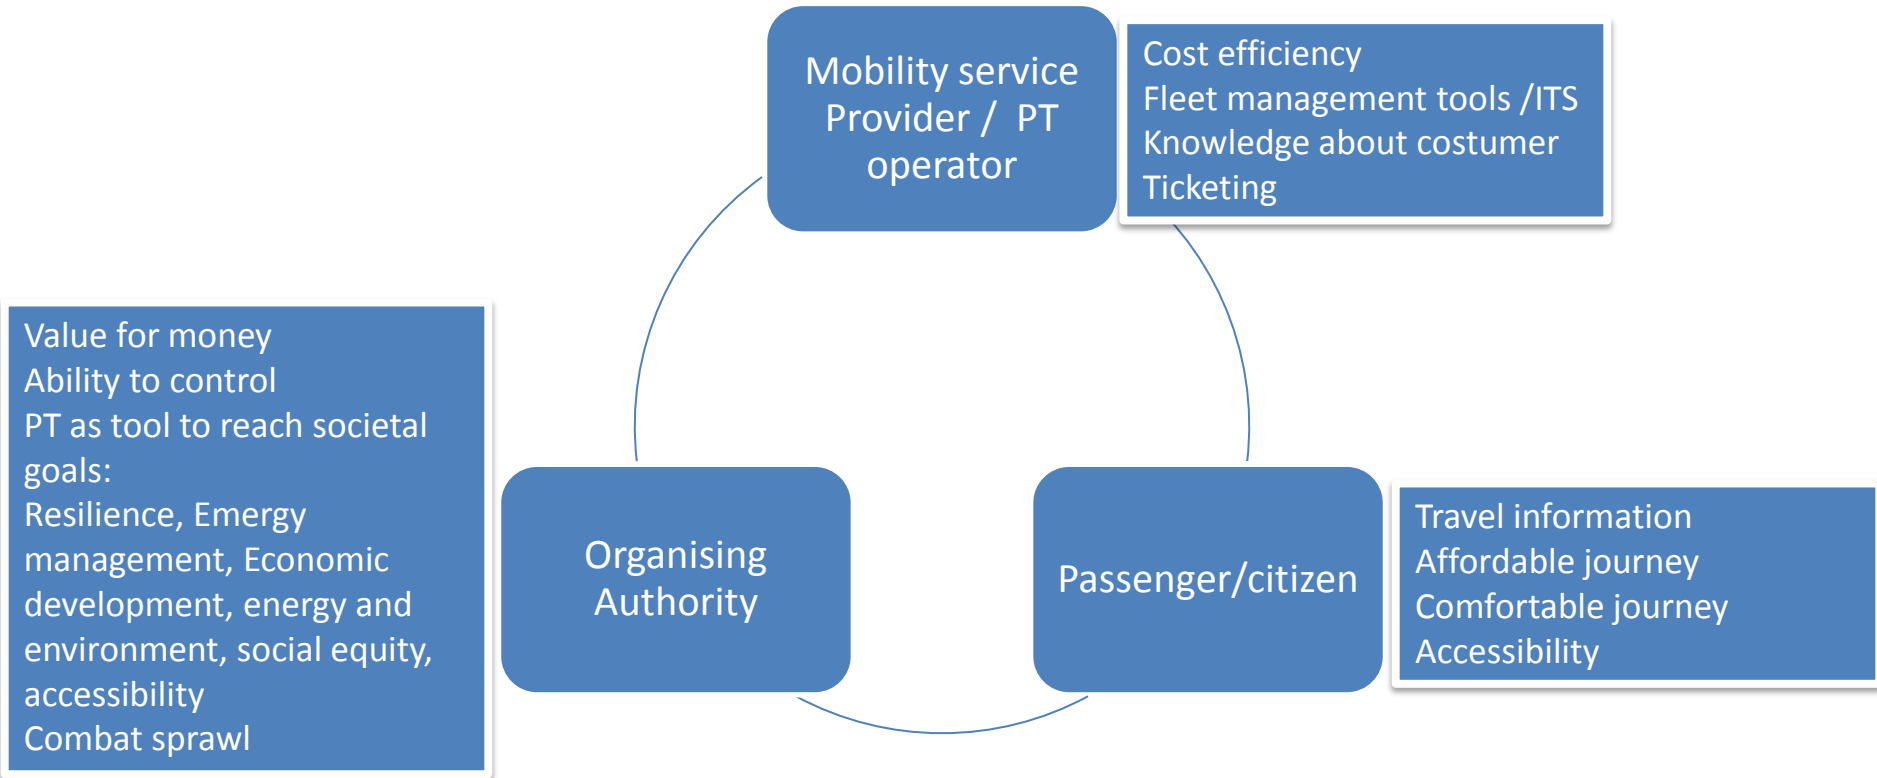 Mobility service
Provider / PT
operator
Cost efficiency
Fleet management tools /ITS
Knowledge about costumer
Ticketing
Value for money
Ability to control
PT as tool to reach societal
goals:
Resilience, Emergy
management, Economic
development, energy and
environment, social equity,
accessibility
Combat sprawl
Organising
Authority
Passenger/citizen
Travel information
Affordable journey
Comfortable journey
Accessibility